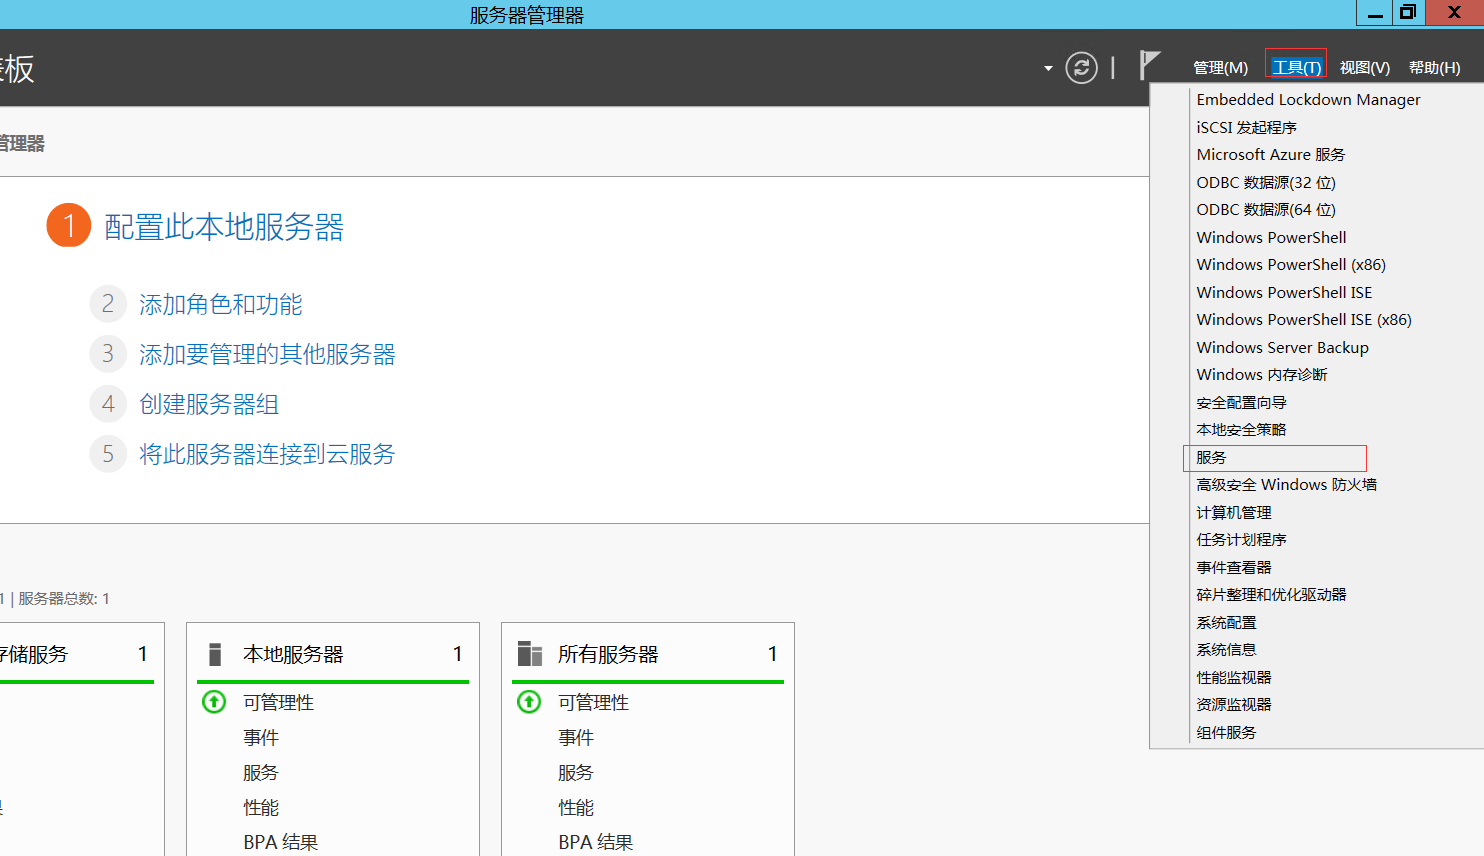 服务器管理器
板
管理(M) 工具(T) 视图(V) 帮助(H)
管理器
1 配置此本地服务器
2 添加角色和功能
3 添加要管理的其他服务器
4 创建服务器组
5 将此服务器连接到云服务
Embedded Lockdown Manager
iSCSI 发起程序
Microsoft Azure 服务
ODBC 数据源(32 位)
ODBC 数据源(64 位)
Windows PowerShell
Windows PowerShell (x86)
Windows PowerShell ISE
Windows PowerShell ISE (x86)
Windows Server Backup
Windows 内存诊断
安全配置向导
本地安全策略
服务
高级安全 Windows 防火墙
计算机管理
任务计划程序
事件查看器
碎片整理和优化驱动器
系统配置
系统信息
性能监视器
资源监视器
组件服务
1 | 服务器总数: 1
储服务 1
本地服务器 1
可管理性
事件
服务
性能
BPA 结果
所有服务器 1
可管理性
事件
服务
性能
BPA 结果